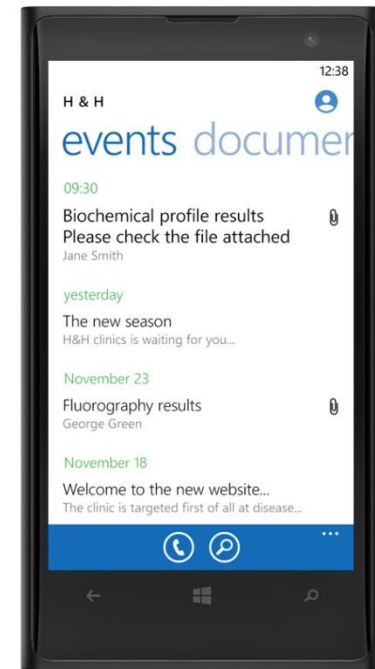 12:38
H & H
events documen
09:30
Biochemical profile results
Please check the file attached
Jane Smith
yesterday
The new season
H&H clinics is waiting for you...
November 23
Fluorography results
George Green
November 18
Welcome to the new website...
The clinic is targeted first of all at disease...
...